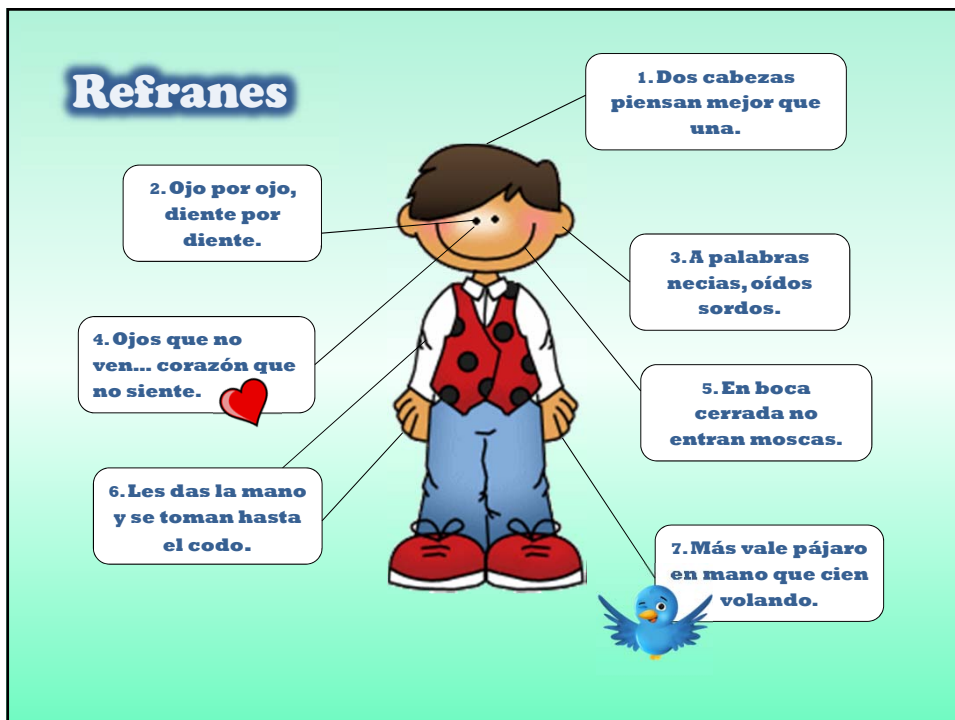 Refranes
1. Dos cabezas
piensan mejor que
una.
2. Ojo por ojo,
diente por
diente.
3. A palabras
necias, oídos
sordos.
4. Ojos que no
ven... corazón que
no siente.
5. En boca
cerrada no
entran moscas.
6. Les das la mano
y se toman hasta
el codo.
7. Más vale pájaro
en mano que cien
volando.